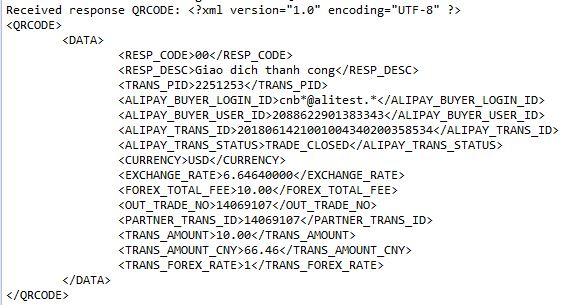 Received response QRCODE: <?xml version="1.0" encoding="UTF-8" ?>
<QRCODE>
<DATA>
<RESP_CODE>00</RESP_CODE>
<RESP_DESC>Giao dich thanh cong</RESP_DESC>
<TRANS_PID>2251253</TRANS_PID>
<ALIPAY_BUYER_LOGIN_ID>cnb*@alitest.*</ALIPAY_BUYER_LOGIN_ID>
<ALIPAY_BUYER_USER_ID>2088622901383343</ALIPAY_BUYER_USER_ID>
<ALIPAY_TRANS_ID>2018061421001004340200358534</ALIPAY_TRANS_ID>
<ALIPAY_TRANS_STATUS>TRADE_CLOSED</ALIPAY_TRANS_STATUS>
<CURRENCY>USD</CURRENCY>
<EXCHANGE_RATE>6.64640000</EXCHANGE_RATE>
<FOREX_TOTAL_FEE>10.00</FOREX_TOTAL_FEE>
<OUT_TRADE_NO>14069107</OUT_TRADE_NO>
<PARTNER_TRANS_ID>14069107</PARTNER_TRANS_ID>
<TRANS_AMOUNT>10.00</TRANS_AMOUNT>
<TRANS_AMOUNT_CNY>66.46</TRANS_AMOUNT_CNY>
<TRANS_FOREX_RATE>1</TRANS_FOREX_RATE>
</DATA>
</QRCODE>